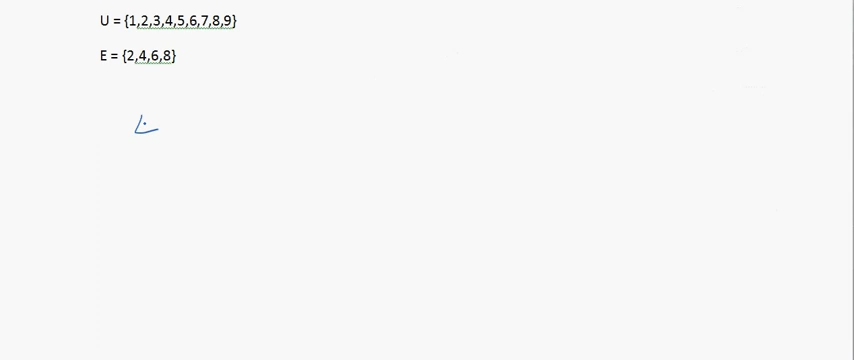 U = {1,2,3,4,5,6,7,8,9}
E = {2,4,6,8}